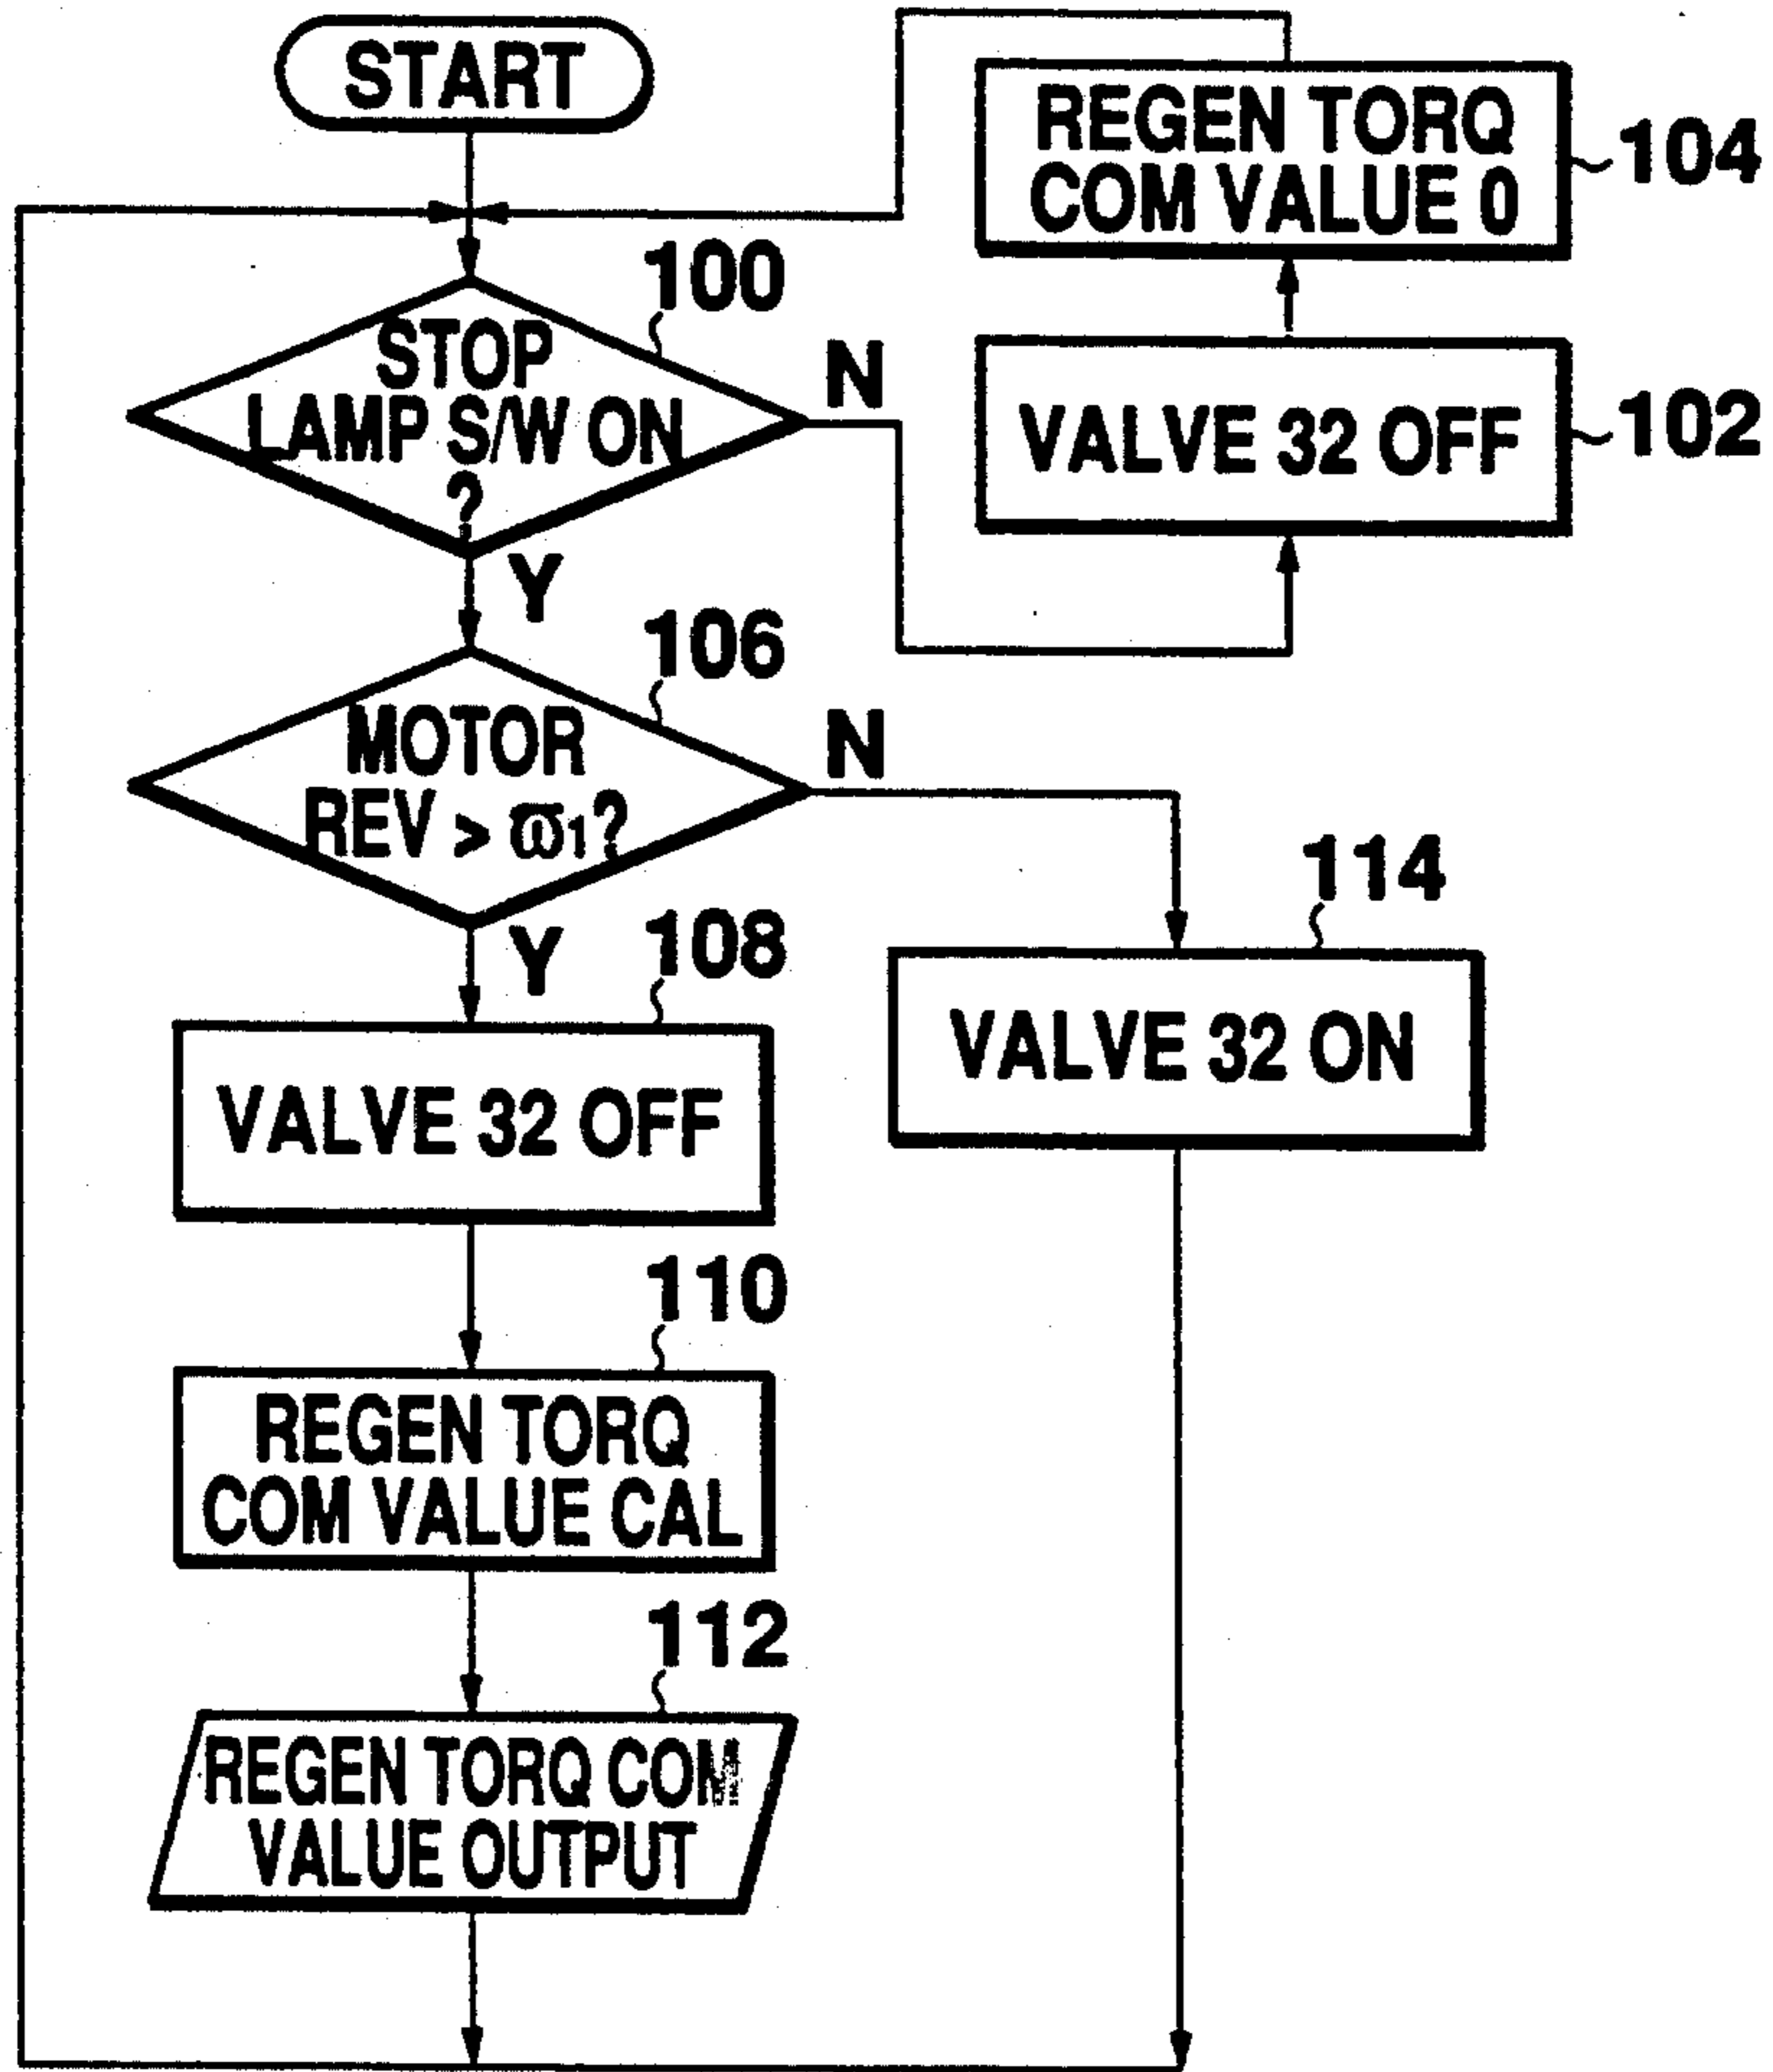 START
REGEN TORQ
COM VALUE 0
104
100
STOP
LAMP S/W ON
?
N
VALVE 32 OFF
102
Y
106
MOTOR
REV > ω1?
N
Y
108
VALVE 32 OFF
114
VALVE 32 ON
110
REGEN TORQ
COM VALUE CAL
112
REGEN TORQ COM
VALUE OUTPUT